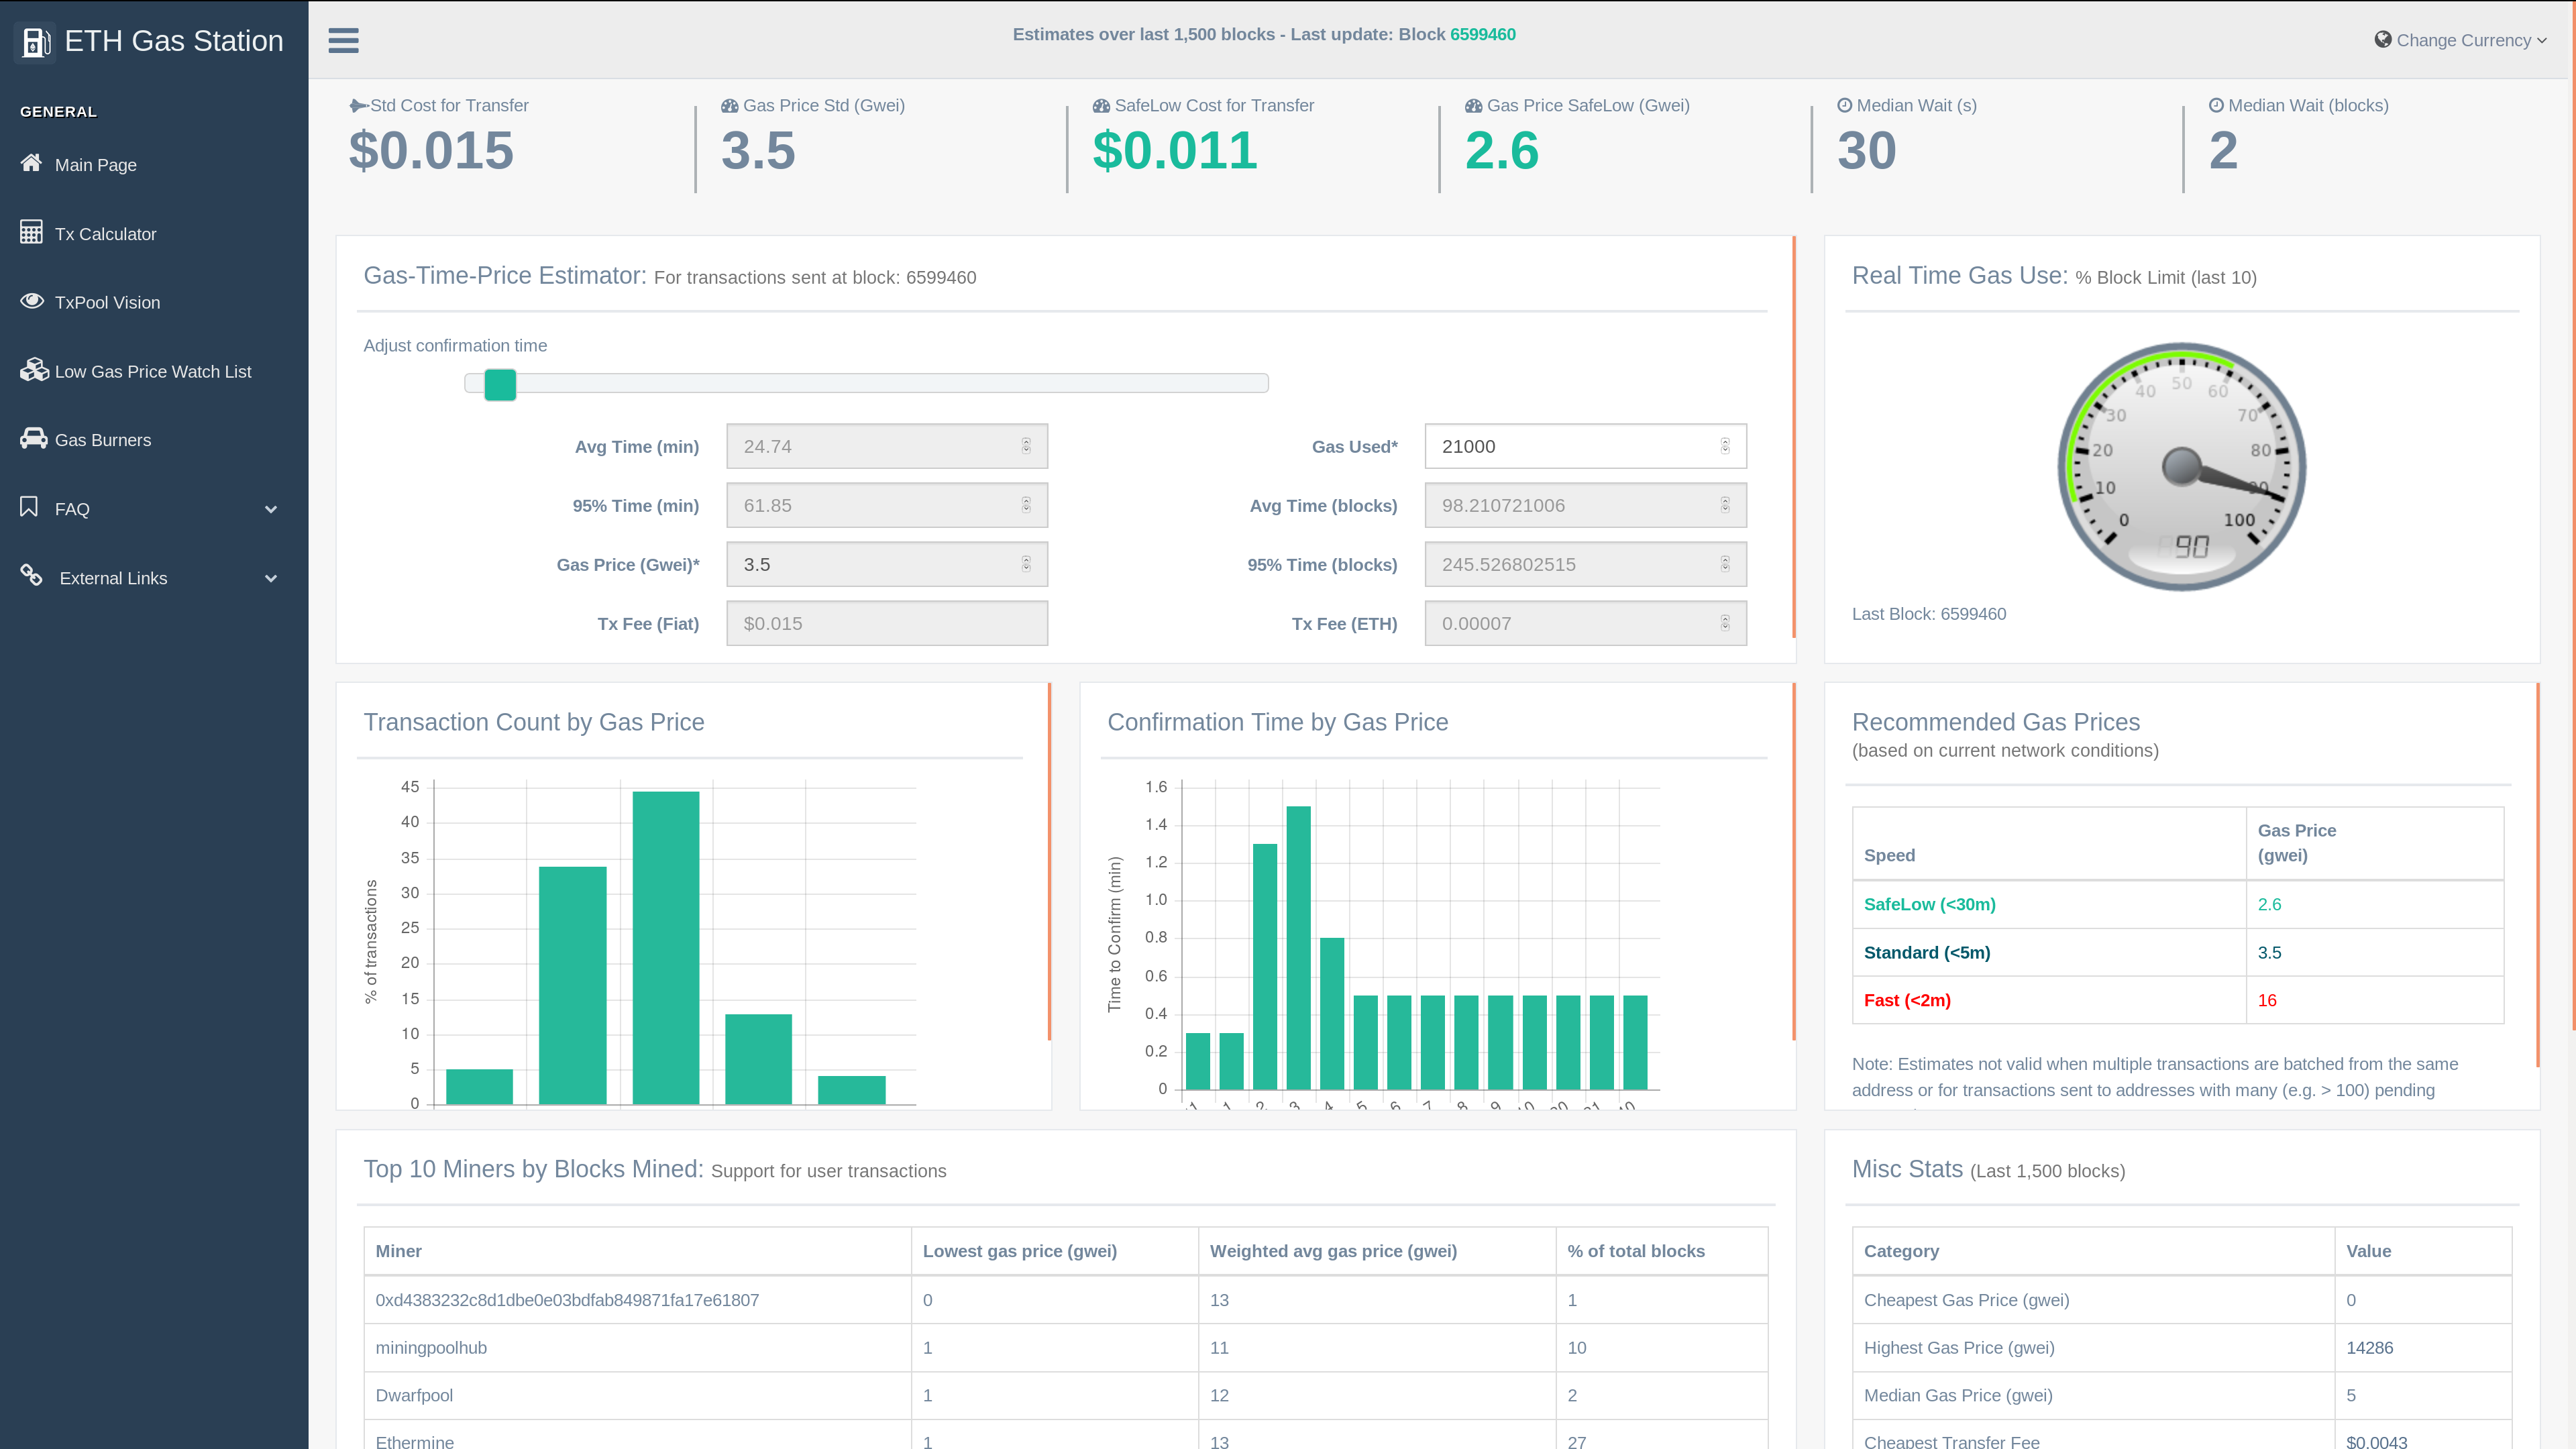 ETH Gas Station
GENERAL
Main Page
Tx Calculator
TxPool Vision
Low Gas Price Watch List
Gas Burners
FAQ
External Links
Estimates over last 1,500 blocks - Last update: Block 6599460
Change Currency
Std Cost for Transfer
$0.015
Gas Price Std (Gwei)
3.5
SafeLow Cost for Transfer
$0.011
Gas Price SafeLow (Gwei)
2.6
Median Wait (s)
30
Median Wait (blocks)
2
Gas-Time-Price Estimator: For transactions sent at block: 6599460
Adjust confirmation time
Avg Time (min) 24.74
Gas Used* 21000
95% Time (min) 61.85
Avg Time (blocks) 98.210721006
Gas Price (Gwei)* 3.5
95% Time (blocks) 245.526802515
Tx Fee (Fiat) $0.015
Tx Fee (ETH) 0.00007
Real Time Gas Use: % Block Limit (last 10)
0 10 20 30 40 50 60 70 80 90 100
90
Last Block: 6599460
Transaction Count by Gas Price
% of transactions
45
40
35
30
25
20
15
10
5
0
Confirmation Time by Gas Price
Time to Confirm (min)
1.6
1.4
1.2
1.0
0.8
0.6
0.4
0.2
0
Recommended Gas Prices
(based on current network conditions)
Speed Gas Price (gwei)
SafeLow (<30m) 2.6
Standard (<5m) 3.5
Fast (<2m) 16
Note: Estimates not valid when multiple transactions are batched from the same
address or for transactions sent to addresses with many (e.g. > 100) pending
Top 10 Miners by Blocks Mined: Support for user transactions
Miner Lowest gas price (gwei) Weighted avg gas price (gwei) % of total blocks
0xd4383232c8d1dbe0e03bdfab849871fa17e61807 0 13 1
miningpoolhub 1 11 10
Dwarfpool 1 12 2
Ethermine 1 13 27
Misc Stats (Last 1,500 blocks)
Category Value
Cheapest Gas Price (gwei) 0
Highest Gas Price (gwei) 14286
Median Gas Price (gwei) 5
Cheapest Transfer Fee $0.0043